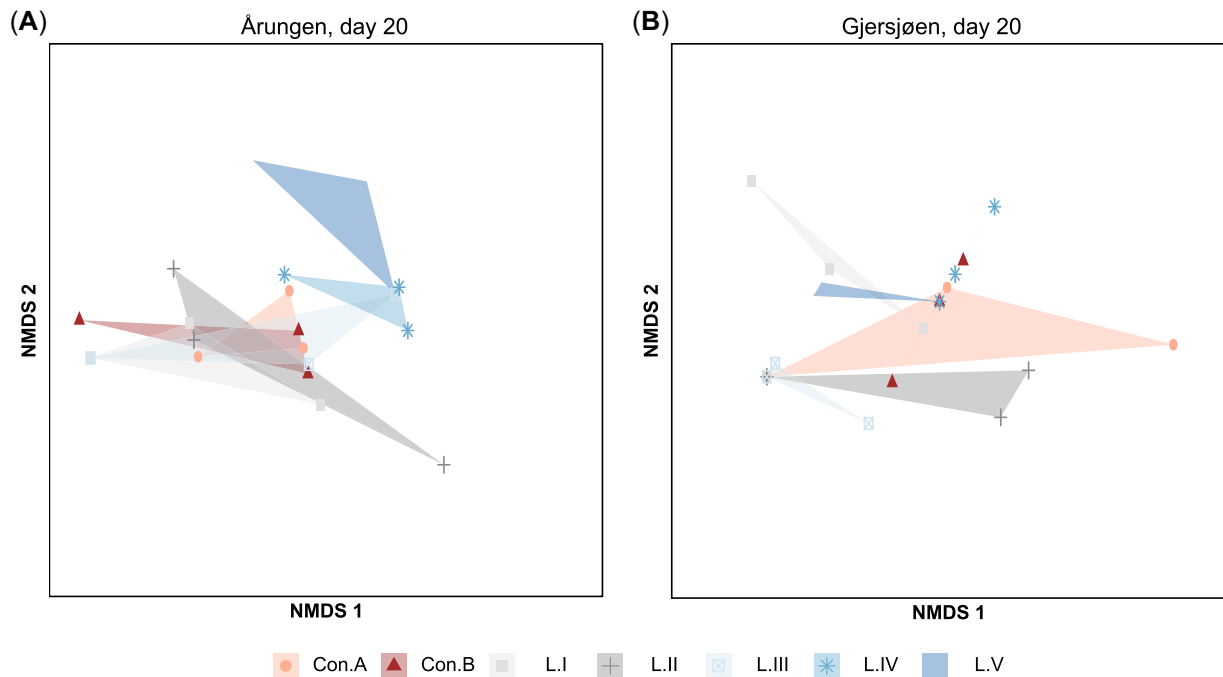 (A)
Årungen, day 20
NMDS 2
NMDS 1
(B)
Gjersjøen, day 20
NMDS 2
NMDS 1
Con.A Con.B L.I L.II L.III L.IV L.V